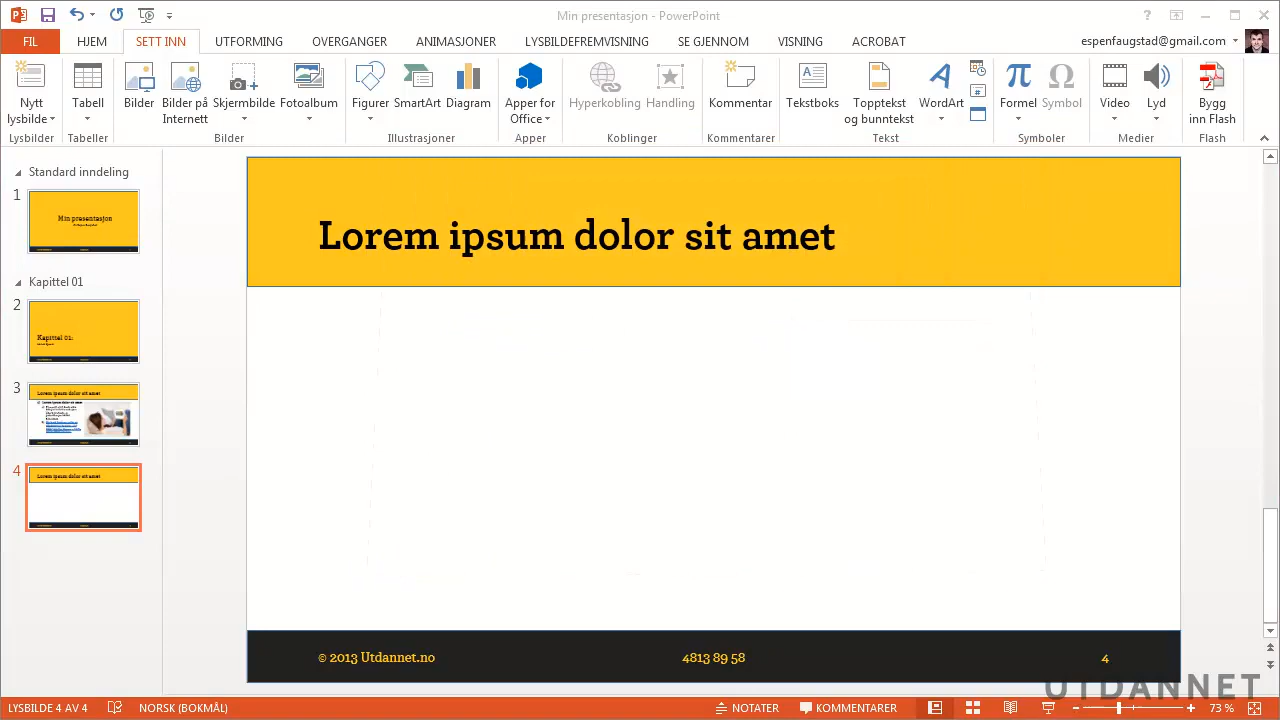 Min presentasjon - PowerPoint
?
FIL HJEM SETT INN UTFORMING OVERGANGER ANIMASJONER LYSBILDEFREMVISNING SE GJENNOM VISNING ACROBAT espenfaugstad@gmail.com
Nytt lysbilde
Tabell
Bilder
Bilder på Internett
Skjermbilde
Fotoalbum
Figurer
SmartArt
Diagram
Apper for Office
Hyperkobling
Handling
Kommentar
Tekstboks
Topptekst og bunntekst
WordArt
Formel
Symbol
Video
Lyd
Bygg inn Flash
Lysbilder Tabeller Bilder Illustrasjoner Apper Koblinger Kommentarer Tekst Symboler Medier Flash
Standard inndeling
1
Min presentasjon
Kapittel 01
2
Kapittel 01:
3
Lorem ipsum dolor sit amet
4
Lorem ipsum dolor sit amet
Lorem ipsum dolor sit amet
© 2013 Utdannet.no 4813 89 58 4
UTDANNET
LYSBILDE 4 AV 4 NORSK (BOKMÅL) NOTATER KOMMENTARER 73 %